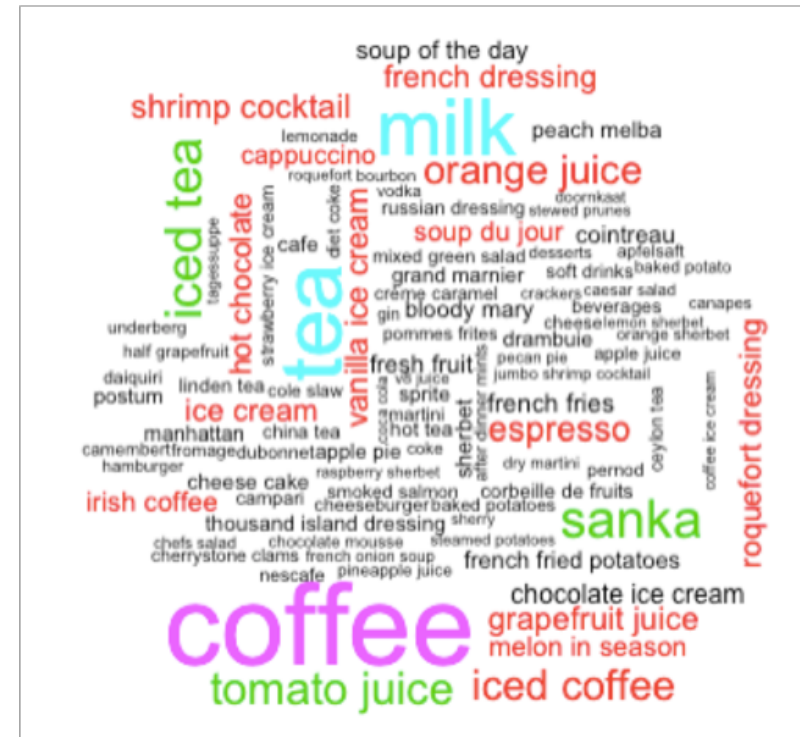 soup of the day
french dressing
shrimp cocktail
milk
lemonade
peach melba
cappuccino
orange juice
roquefort bourbon
iced tea
vodka
doornkaat
russian dressing
stewed prunes
hot chocolate
strawberry ice cream
diet coke
vanilla ice cream
tagessuppe
cafe
soup du jour
cointreau
mixed green salad
desserts
apfelsaft
grand marnier
soft drinks
baked potato
tea
créme caramel
crackers
caesar salad
gin
bloody mary
beverages
canapes
underberg
cheese
lemon sherbet
pommes frites
drambuie
orange sherbet
half grapefruit
fresh fruit
pecan pie
apple juice
roquefort dressing
daiquiri
linden tea
cole slaw
v8 juice
jumbo shrimp cocktail
postum
coca cola
sprite
after dinner mints
ice cream
martini
sherbet
french fries
ceylon tea
coffee ice cream
manhattan
china tea
hot tea
espresso
camembert
fromage
dubonnet
apple pie
coke
hamburger
raspberry sherbet
dry martini
pernod
cheese cake
irish coffee
campari
smoked salmon
corbeille de fruits
cheeseburger
baked potatoes
thousand island dressing
sherry
sanka
chefs salad
chocolate mousse
steamed potatoes
cherrystone clams
french onion soup
french fried potatoes
nescafe
pineapple juice
coffee
chocolate ice cream
grapefruit juice
melon in season
tomato juice
iced coffee